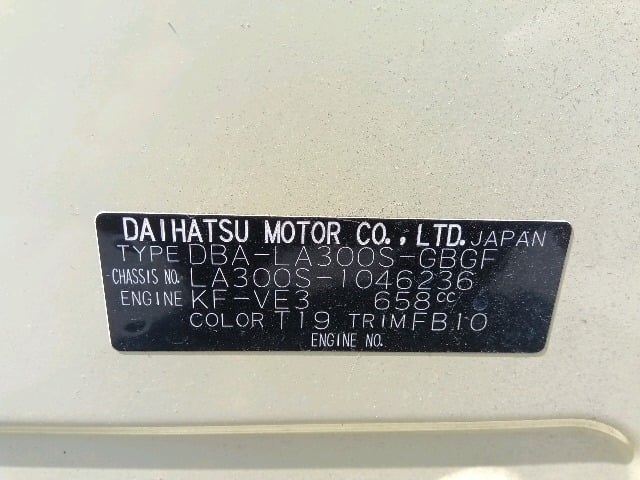 DAIHATSU MOTOR CO., LTD. JAPAN
TYPE DBA-LA300S-GBGF
CHASSIS NO. LA300S-1046236
ENGINE KF-VE3 658cc
COLOR T19 TRIM FB10
ENGINE NO.